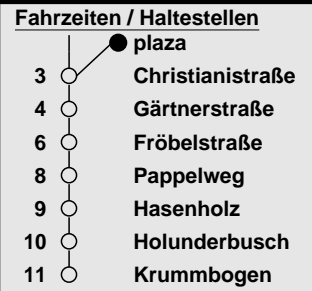 Fahrzeiten / Haltestellen
plaza
3 Christianistraße
4 Gärtnerstraße
6 Fröbelstraße
8 Pappelweg
9 Hasenholz
10 Holunderbusch
11 Krummbogen